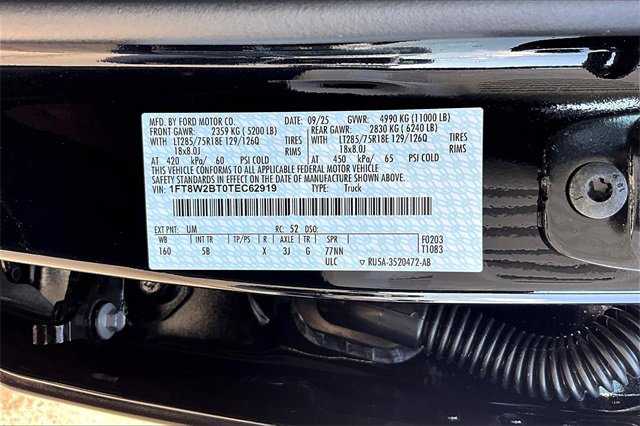 MFD. BY FORD MOTOR CO. DATE: 09/25 GVWR: 4990 KG (11000 LB)
FRONT GAWR: 2359 KG (5200 LB) REAR GAWR: 2830 KG (6240 LB)
LT285/75R18E 129/126Q TIRES LT285/75R18E 129/126Q TIRES
18x8.0J RIMS 18x8.0J RIMS
AT 420 kPa/ 60 PSI COLD AT 450 kPa/ 65 PSI COLD
THIS VEHICLE CONFORMS TO ALL APPLICABLE FEDERAL MOTOR VEHICLE
SAFETY STANDARDS IN EFFECT ON THE DATE OF MANUFACTURE SHOWN ABOVE.
VIN: 1FT8W2BT0TEC62919 TYPE: Truck
EXT PNT: UM RC: 52 DSO:
WB INT TR TP/PS R AXLE TR SPR F0203
160 5B X 3J G 77NN T1083
ULC ▽ RU5A-3520472-AB